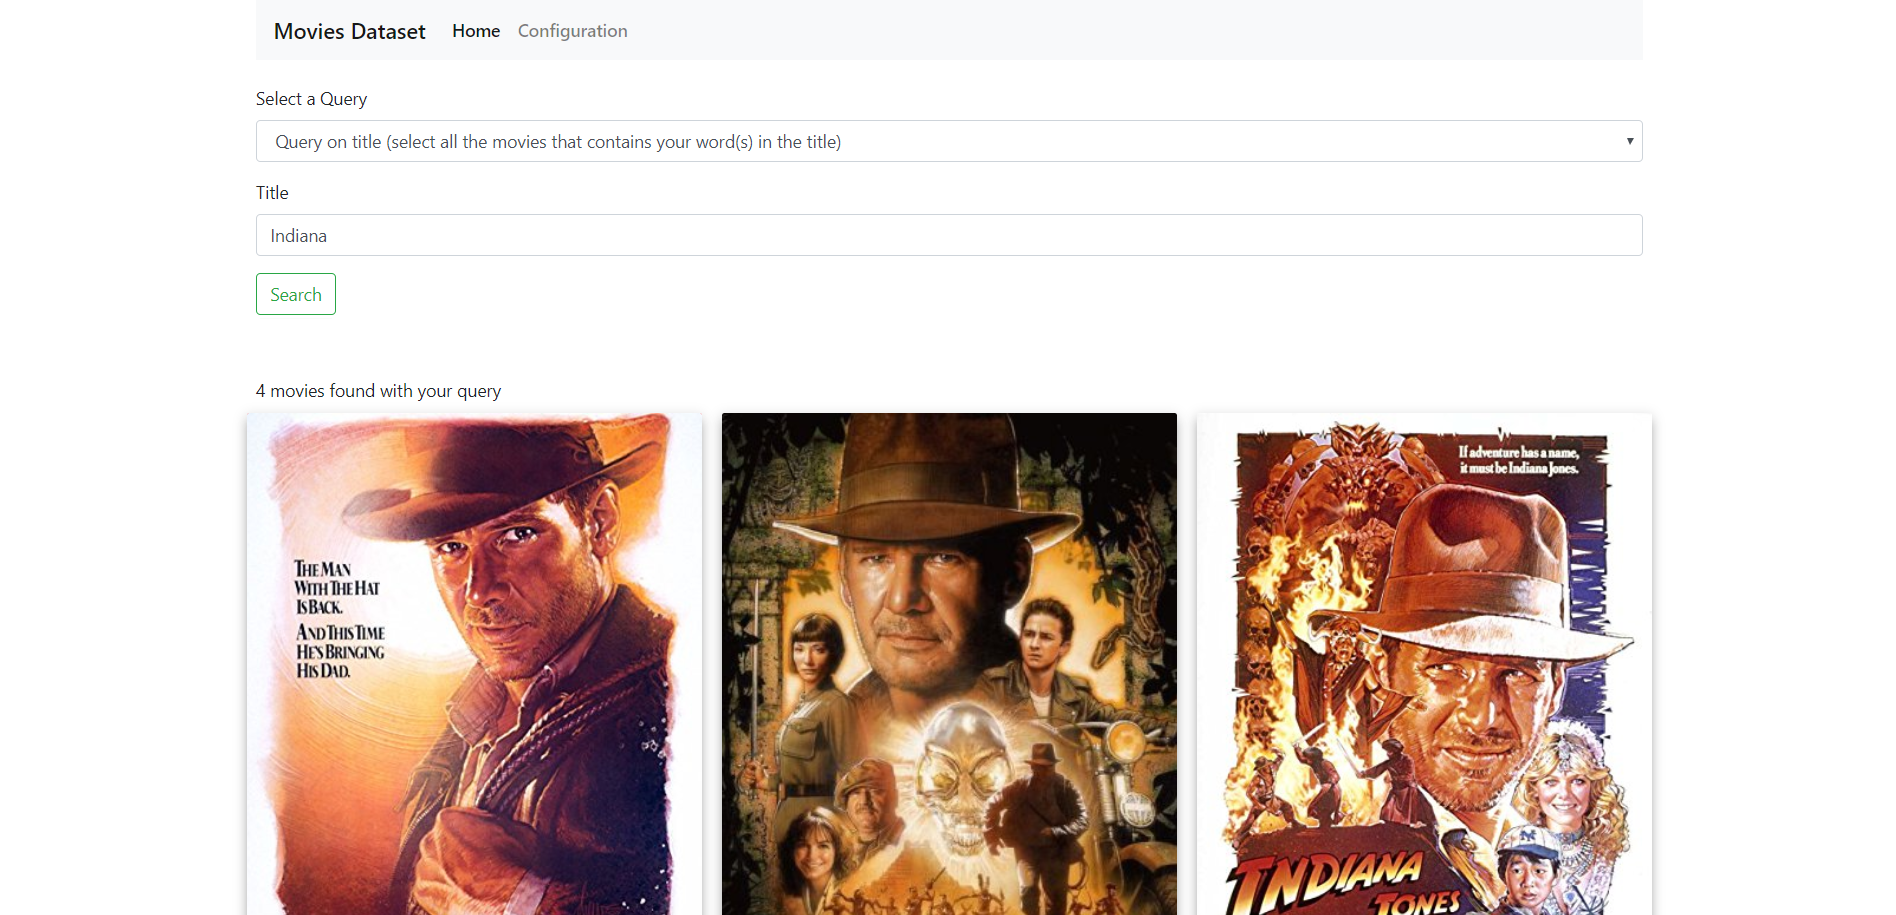 Movies Dataset Home Configuration
Select a Query
Query on title (select all the movies that contains your word(s) in the title)
Title
Indiana
Search
4 movies found with your query
THE MAN
WITH THE HAT
IS BACK.
AND THIS TIME
HE'S BRINGING
HIS DAD.
If adventure has a name,
it must be Indiana Jones.
INDIANA
JONES